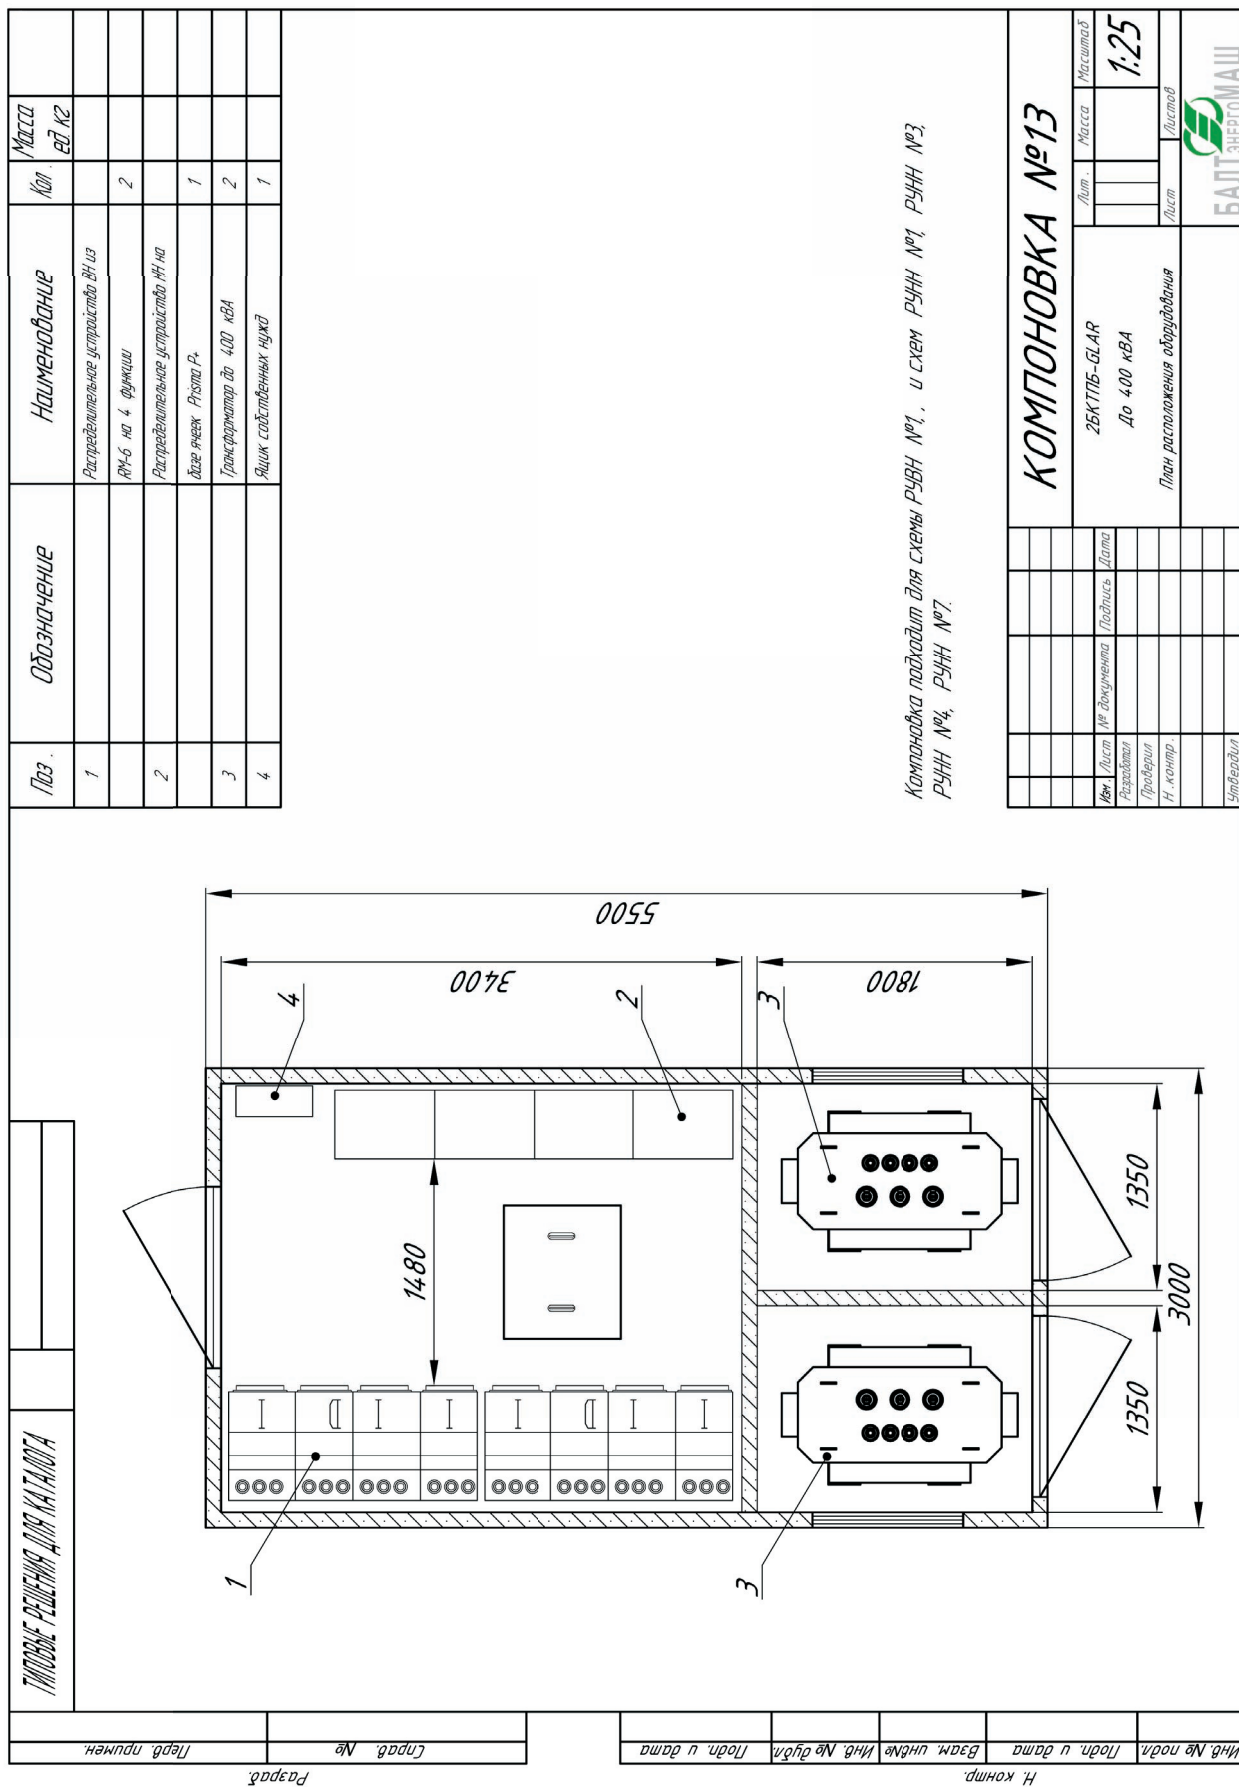 ТИПОВЫЕ РЕШЕНИЯ ДЛЯ КАТАЛОГА
Поз. Обозначение Наименование Кол. Масса ед. кг
1 Распределительное устройство ВН из
RM-6 на 4 функции 2
2 Распределительное устройство НН на
базе ячеек Prisma P+ 1
3 Трансформатор до 400 кВА 2
4 Ящик собственных нужд 1
1
4
2
3
3
1480
3400
1800
5500
1350
1350
3000
Компоновка подходит для схемы РУВН №1, , и схем РУНН №1, РУНН №3,
РУНН №4, РУНН №7.
КОМПОНОВКА №13
2БКТПБ-GLAR
До 400 кВА
План расположения оборудования
Лит. Масса Масштаб
1:25
Лист Листов
Изм. Лист № документа Подпись Дата
Разработал
Проверил
Н.контр.
Утвердил
БАЛТ
ЭНЕРГОМАШ
Перв. примен.
Справ. №
Подп. и дата
Инв. № дубл.
Взам. инв№
Подп. и дата
Инв. № подл.
Разраб.
Н. контр.